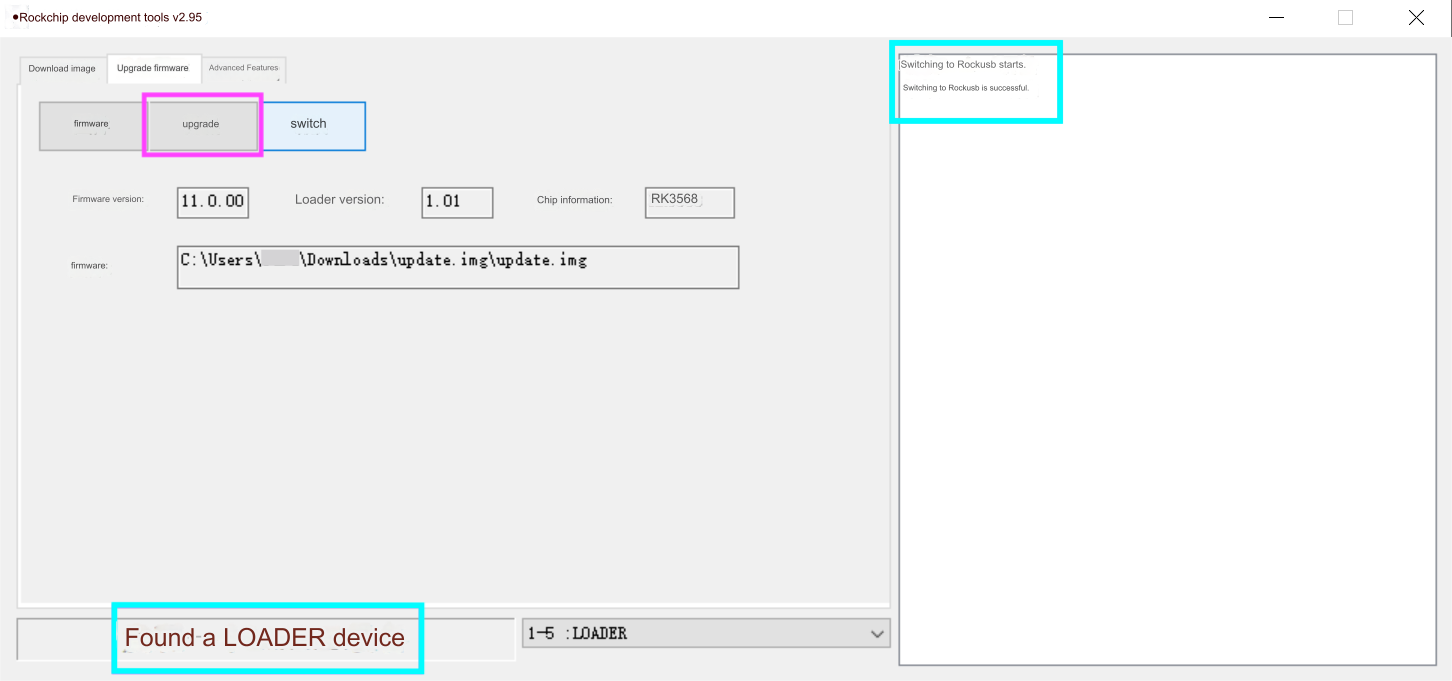 Rockchip development tools v2.95
Download image
Upgrade firmware
Advanced Features
firmware
upgrade
switch
Firmware version:
11.0.00
Loader version:
1.01
Chip information:
RK3568
firmware:
C:\Users\ \Downloads\update.img\update.img
Found a LOADER device
1-5 :LOADER
Switching to Rockusb starts.
Switching to Rockusb is successful.